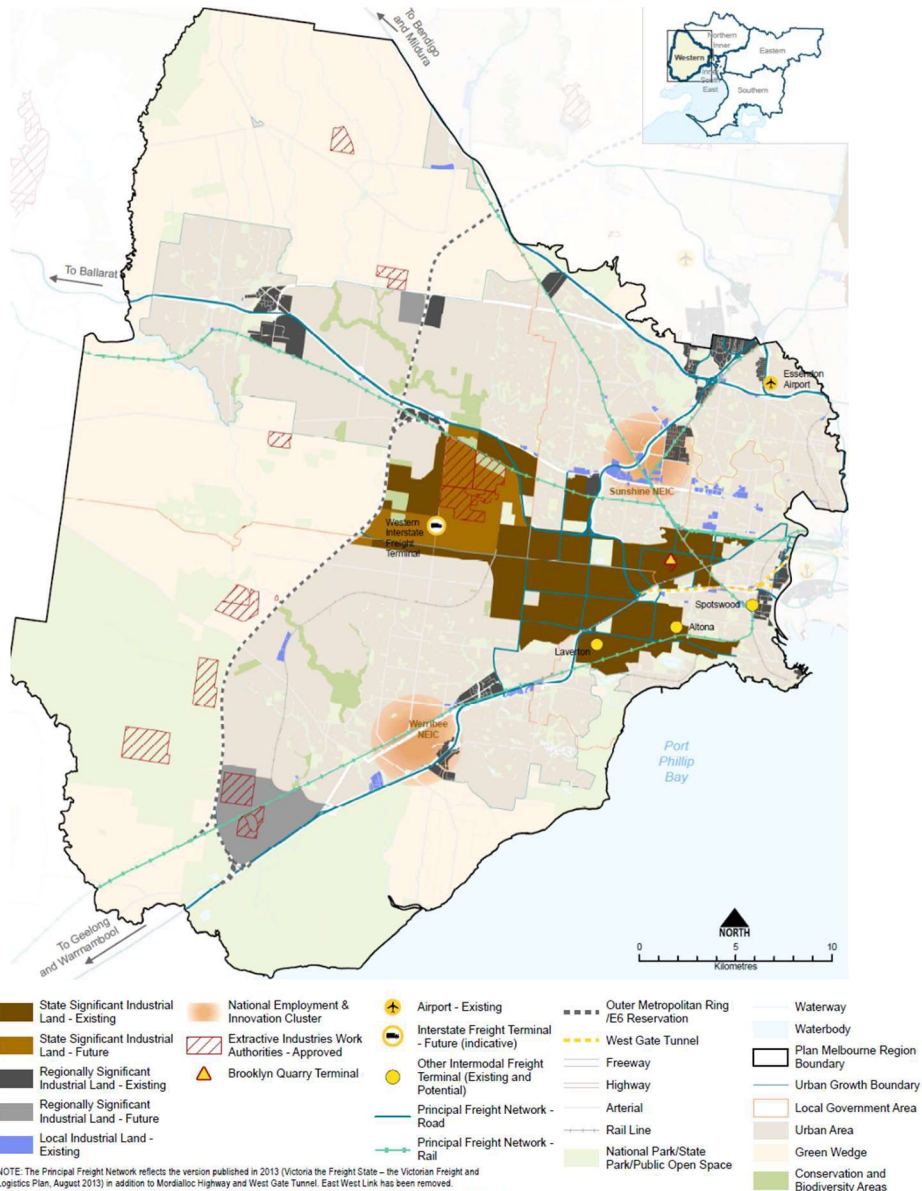 To Bendigo
and Mildura
Northern
Inner
Western
Eastern
Inner
South
East
Southern
To Ballarat
Essendon
Airport
Sunshine NEIC
Western
Interstate
Freight
Terminal
Spotswood
Altona
Laverton
Werribee
NEIC
Port
Phillip
Bay
To Geelong
and Warrnambool
NORTH
0 5 10
Kilometres
State Significant Industrial
Land - Existing
State Significant Industrial
Land - Future
Regionally Significant
Industrial Land - Existing
Regionally Significant
Industrial Land - Future
Local Industrial Land -
Existing
National Employment &
Innovation Cluster
Extractive Industries Work
Authorities - Approved
Brooklyn Quarry Terminal
Airport - Existing
Interstate Freight Terminal
- Future (indicative)
Other Intermodal Freight
Terminal (Existing and
Potential)
Principal Freight Network -
Road
Principal Freight Network -
Rail
Outer Metropolitan Ring
/E6 Reservation
West Gate Tunnel
Freeway
Highway
Arterial
Rail Line
National Park/State
Park/Public Open Space
Waterway
Waterbody
Plan Melbourne Region
Boundary
Urban Growth Boundary
Local Government Area
Urban Area
Green Wedge
Conservation and
Biodiversity Areas
NOTE: The Principal Freight Network reflects the version published in 2013 (Victoria the Freight State – the Victorian Freight and
Logistics Plan, August 2013) in addition to Mordialloc Highway and West Gate Tunnel. East West Link has been removed.